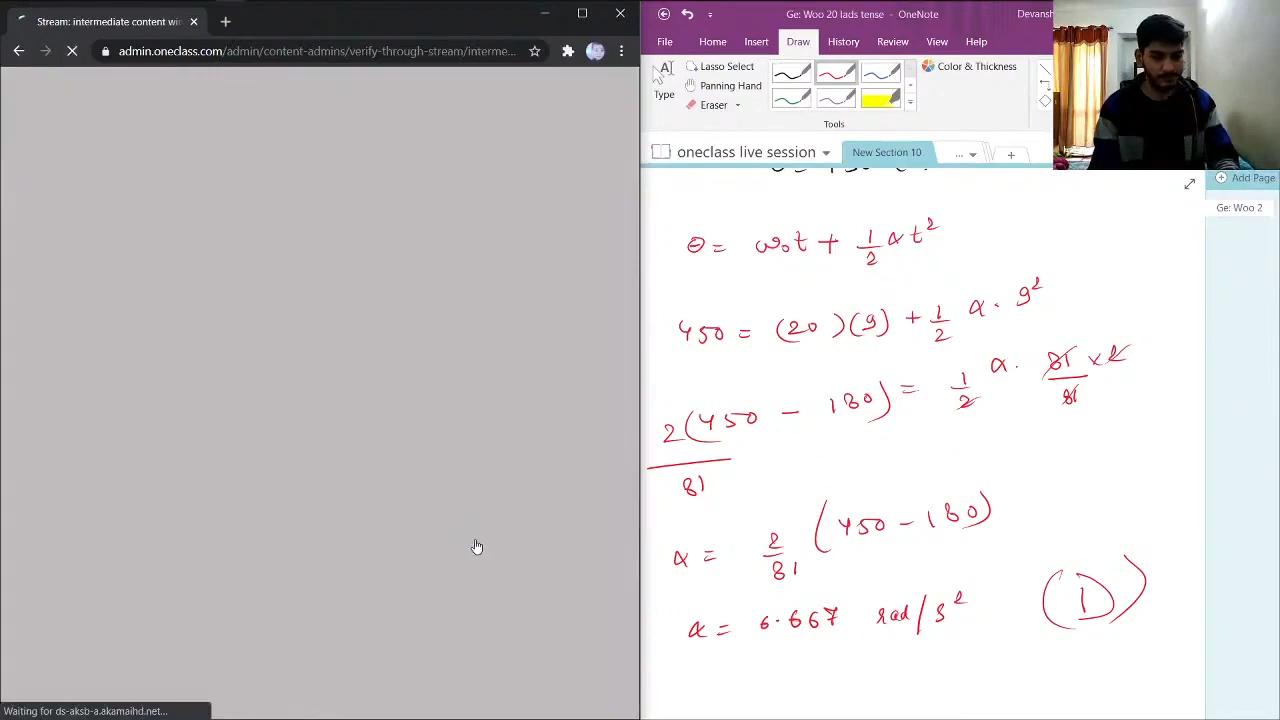 Stream: intermediate content wi
admin.oneclass.com/admin/content-admins/verify-through-stream/interme...
Waiting for ds-aksb-a.akamaihd.net...
Ge: Woo 20 lads tense - OneNote
Devansh
File Home Insert Draw History Review View Help
Type
Lasso Select
Panning Hand
Eraser
Color & Thickness
Tools
oneclass live session
New Section 10
...
Add Page
Ge: Woo 2
θ = ω₀t + 1/2 αt²
450 = (20)(9) + 1/2 α · 9²
2(450 - 180)/81 = 1/2 α · 81/81 × 2
α = 2/81 (450 - 180)
α = 6.667 rad/s²
(D)